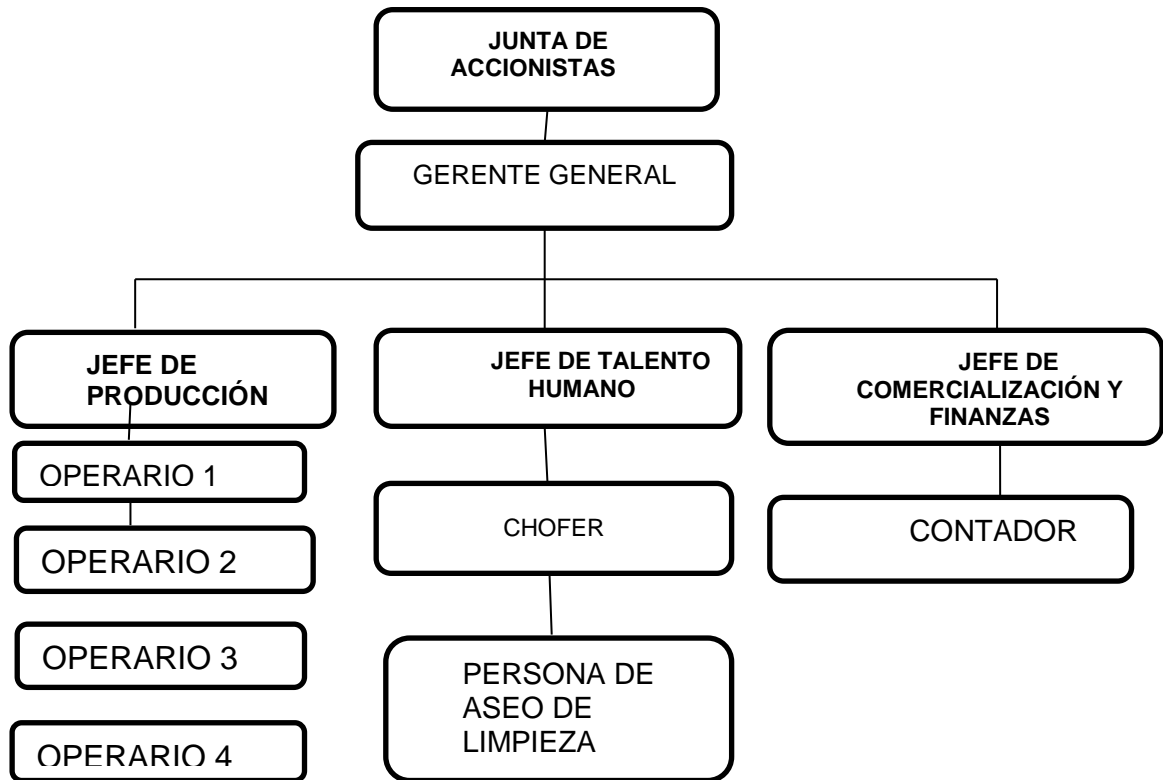 JUNTA DE
ACCIONISTAS
GERENTE GENERAL
JEFE DE
PRODUCCIÓN
JEFE DE TALENTO
HUMANO
JEFE DE
COMERCIALIZACIÓN Y
FINANZAS
OPERARIO 1
OPERARIO 2
OPERARIO 3
OPERARIO 4
CHOFER
PERSONA DE
ASEO DE
LIMPIEZA
CONTADOR